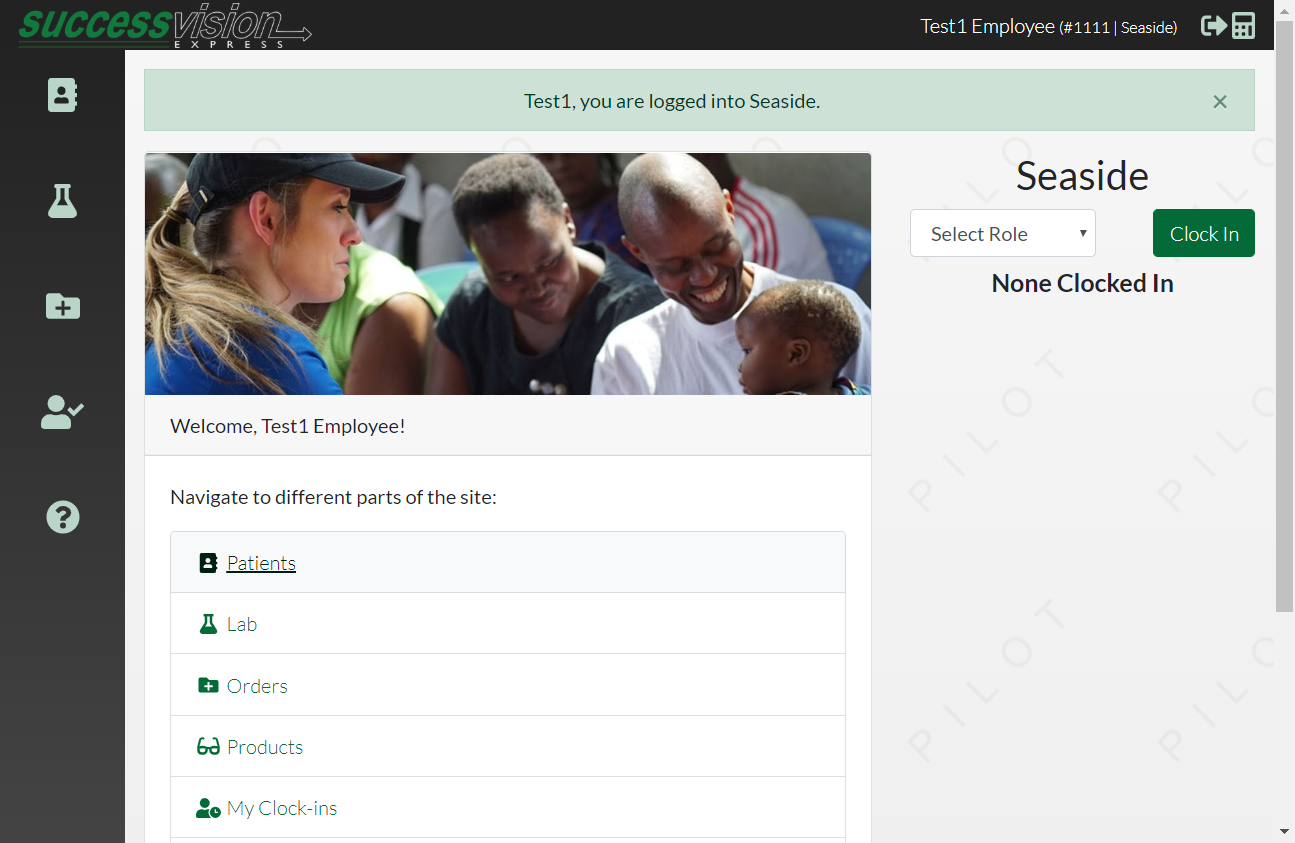 successvision
EXPRESS
Test1 Employee (#1111 | Seaside)
Test1, you are logged into Seaside.
×
Seaside
Select Role
Clock In
None Clocked In
Welcome, Test1 Employee!
Navigate to different parts of the site:
Patients
Lab
Orders
Products
My Clock-ins
PILOT
PILOT
PILOT
PILOT